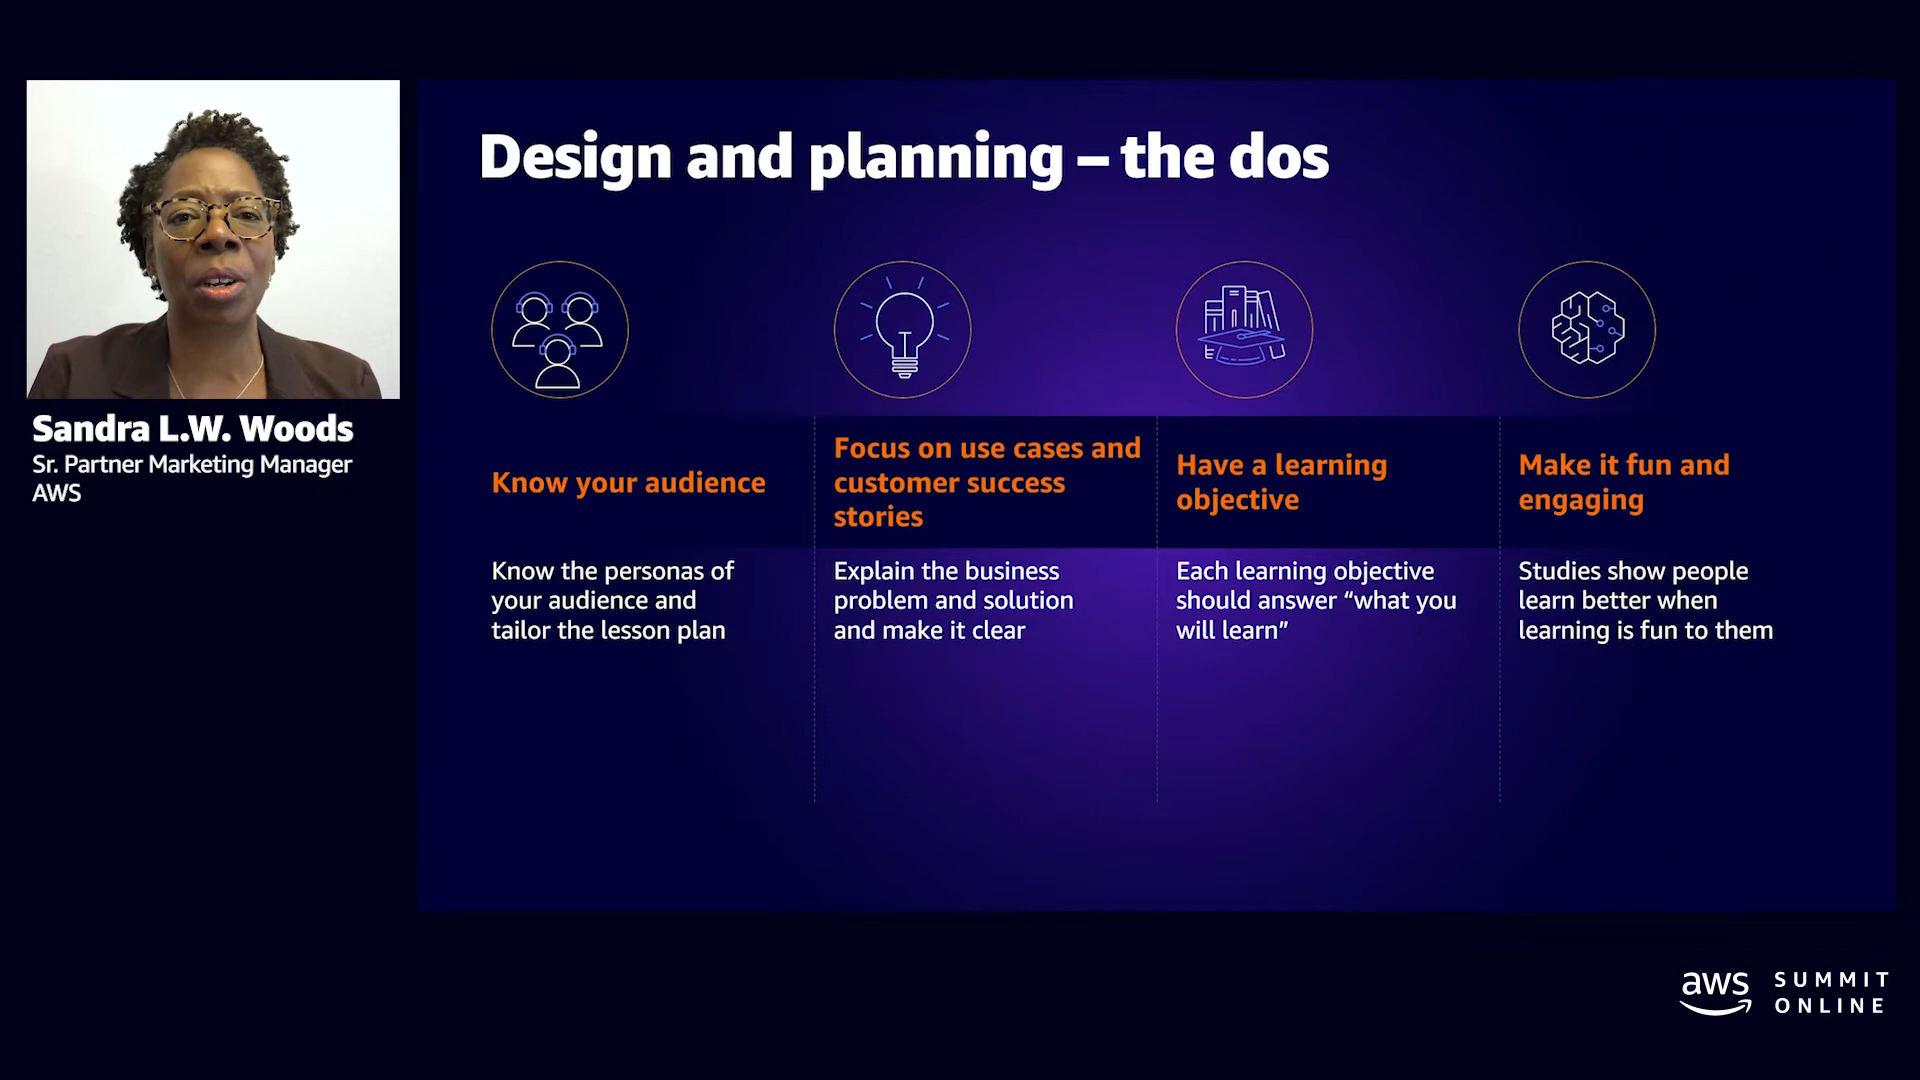 Design and planning – the dos
Sandra L.W. Woods
Sr. Partner Marketing Manager
AWS
Know your audience
Know the personas of
your audience and
tailor the lesson plan
Focus on use cases and
customer success
stories
Explain the business
problem and solution
and make it clear
Have a learning
objective
Each learning objective
should answer “what you
will learn”
Make it fun and
engaging
Studies show people
learn better when
learning is fun to them
aws
SUMMIT
ONLINE